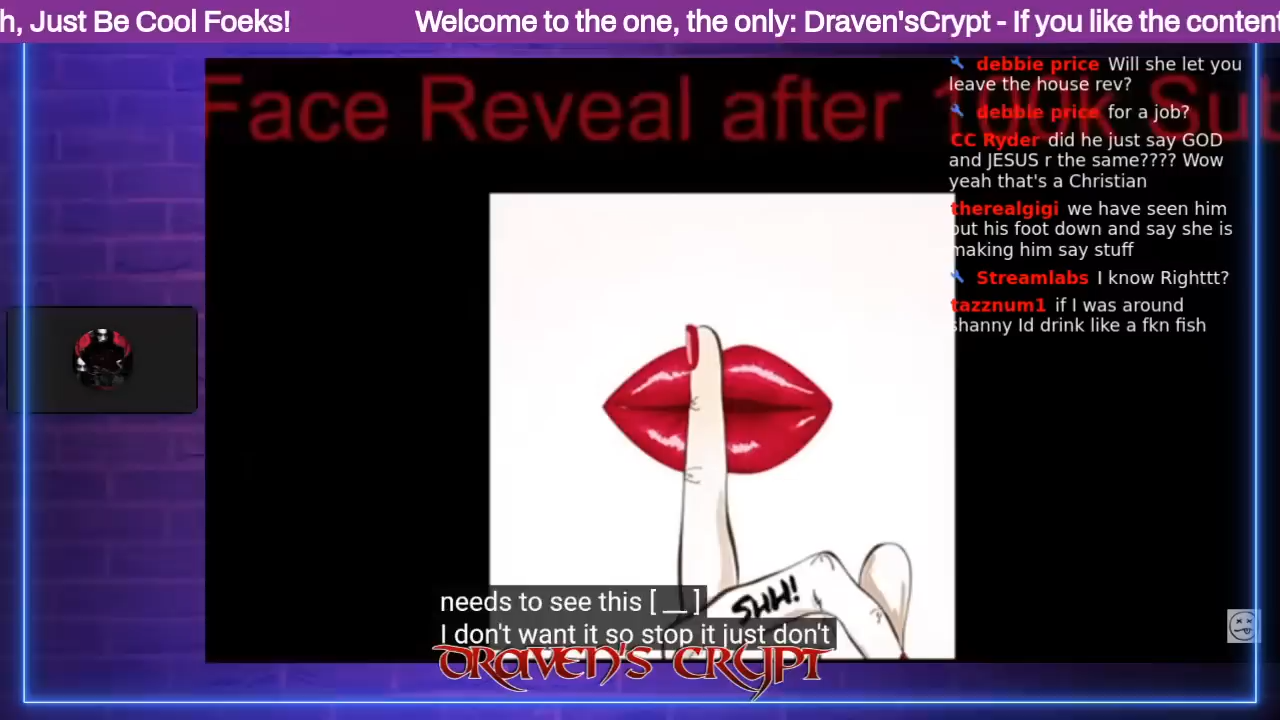 h, Just Be Cool Foeks! Welcome to the one, the only: Draven'sCrypt - If you like the content
Face Reveal after Sub
debbie price Will she let you
leave the house rev?
debbie price for a job?
CC Ryder did he just say GOD
and JESUS r the same???? Wow
yeah that's a Christian
therealgigi we have seen him
put his foot down and say she is
making him say stuff
Streamlabs I know Righttt?
tazznum1 if I was around
shanny Id drink like a fkn fish
SHH!
needs to see this [ __ ]
I don't want it so stop it just don't
DRAVEN'S CRYPT